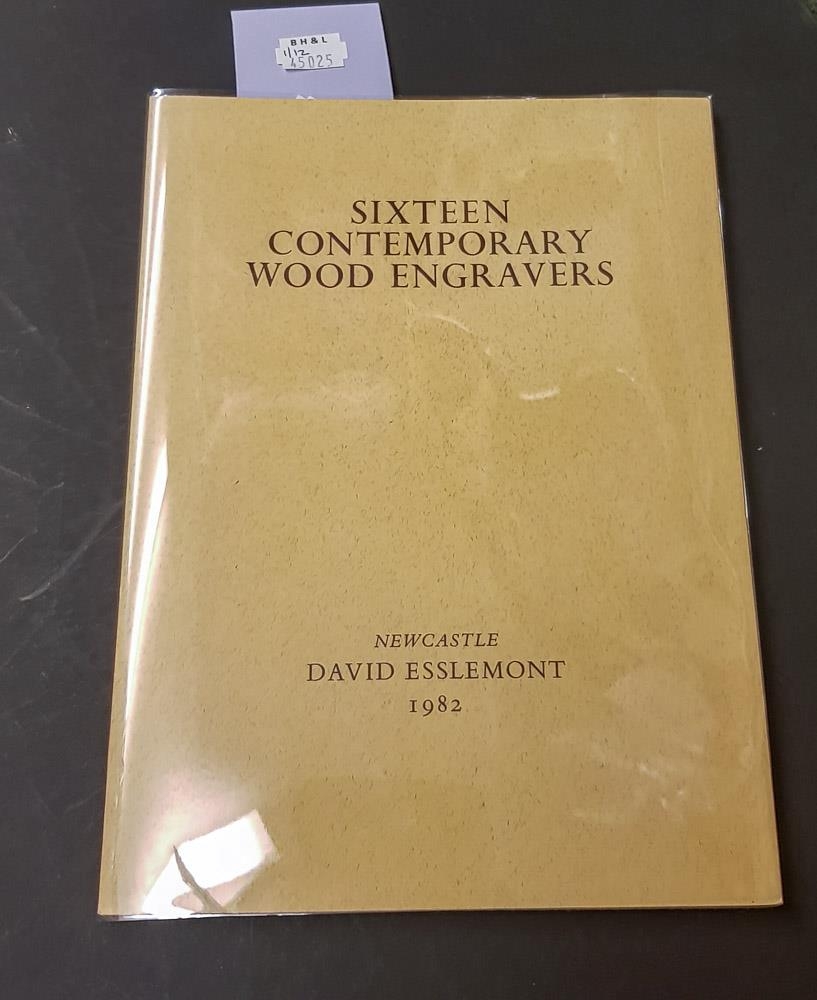 BH&L
1/12
45025
SIXTEEN
CONTEMPORARY
WOOD ENGRAVERS
NEWCASTLE
DAVID ESSLEMONT
1982